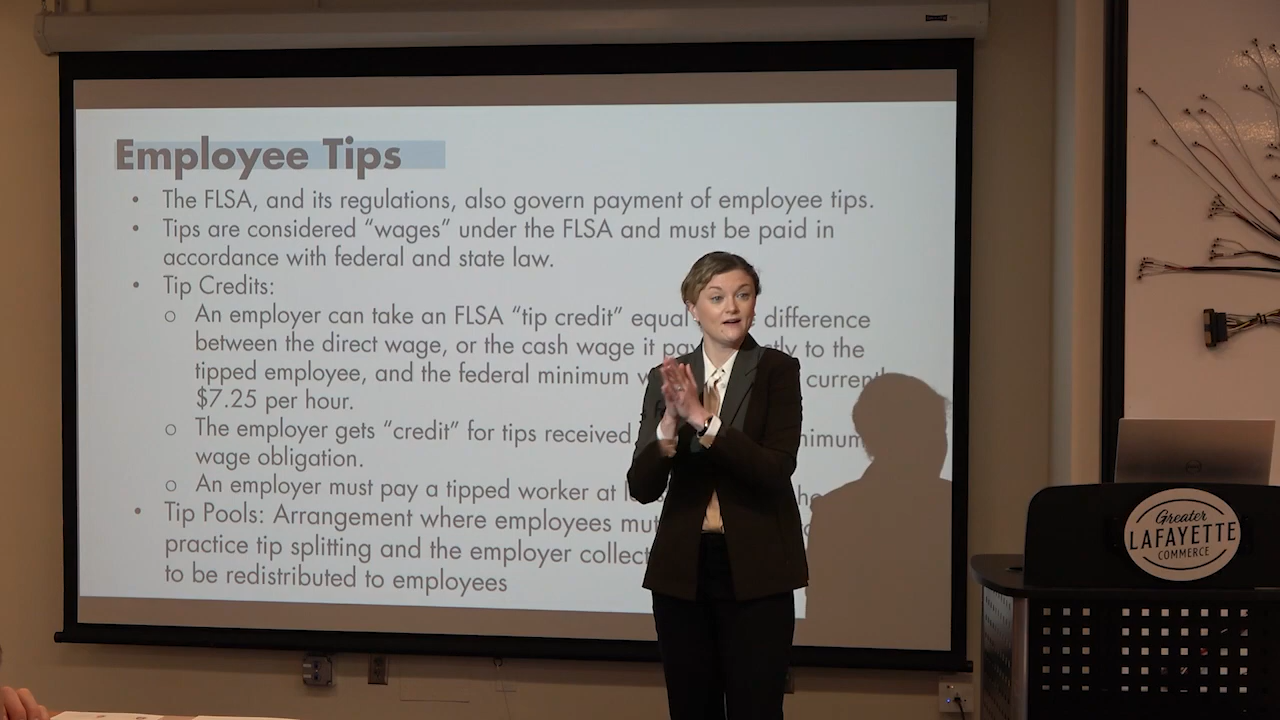 Employee Tips
• The FLSA, and its regulations, also govern payment of employee tips.
• Tips are considered “wages” under the FLSA and must be paid in
accordance with federal and state law.
• Tip Credits:
o An employer can take an FLSA “tip credit” equal difference
between the direct wage, or the cash wage it to the
tipped employee, and the federal minimum
$7.25 per hour.
o The employer gets “credit” for tips received
wage obligation.
o An employer must pay a tipped worker at
• Tip Pools: Arrangement where employees
practice tip splitting and the employer
to be redistributed to employees
Greater
LAFAYETTE
COMMERCE